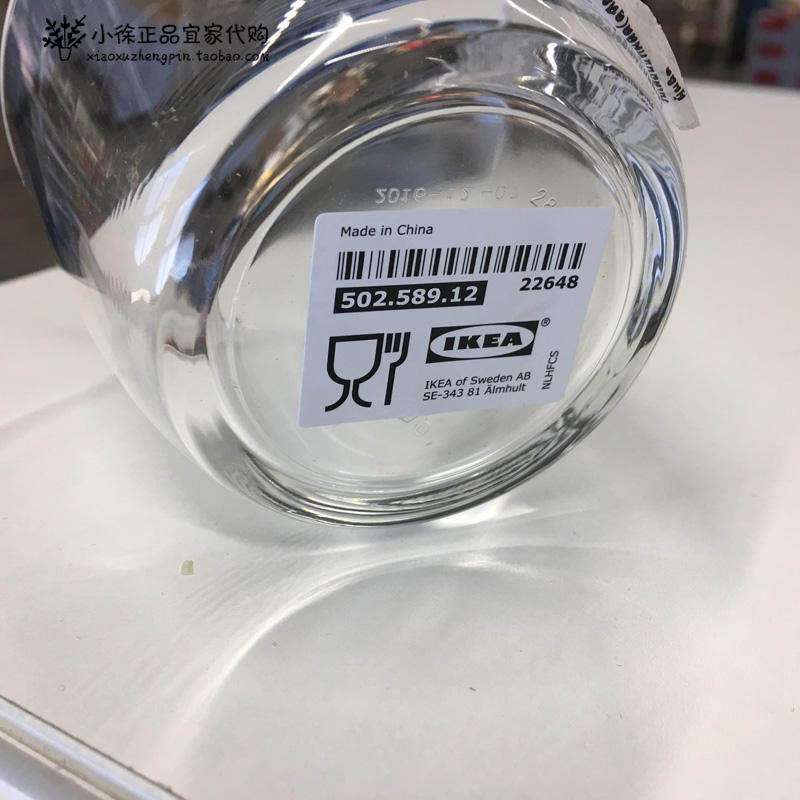 小徐正品宜家代购
xiaoxuzhengpin.taobao.com
Made in China
502.589.12
22648
IKEA®
IKEA of Sweden AB
SE-343 81 Älmhult
NLHFCS